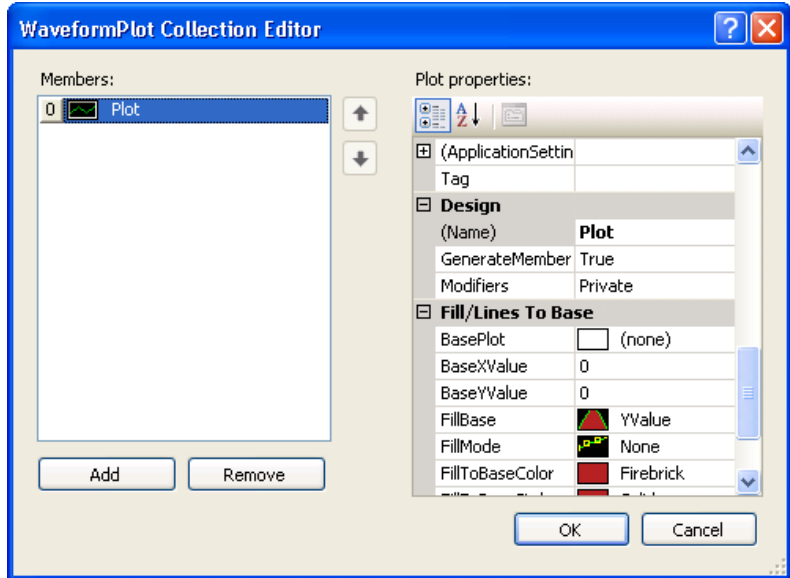 WaveformPlot Collection Editor
Members:
0 Plot
Add
Remove
Plot properties:
(ApplicationSettin
Tag
Design
(Name) Plot
GenerateMember True
Modifiers Private
Fill/Lines To Base
BasePlot (none)
BaseXValue 0
BaseYValue 0
FillBase YValue
FillMode None
FillToBaseColor Firebrick
OK
Cancel